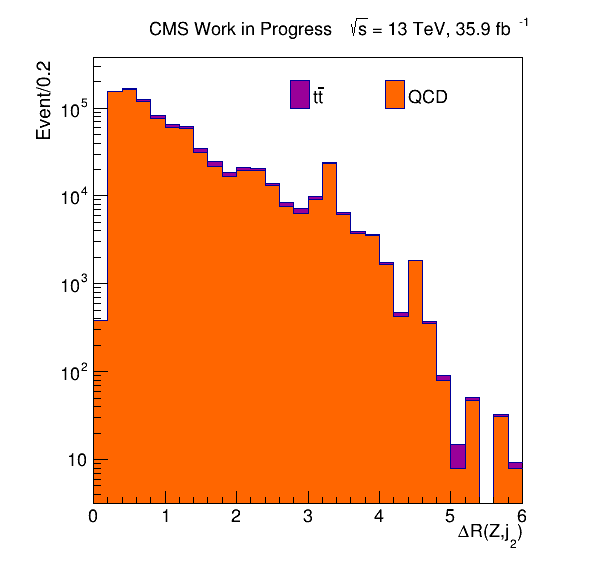 CMS Work in Progress √s = 13 TeV, 35.9 fb⁻¹
Event/0.2
tt̄
QCD
10⁵
10⁴
10³
10²
10
0 1 2 3 4 5 6
ΔR(Z,j₂)